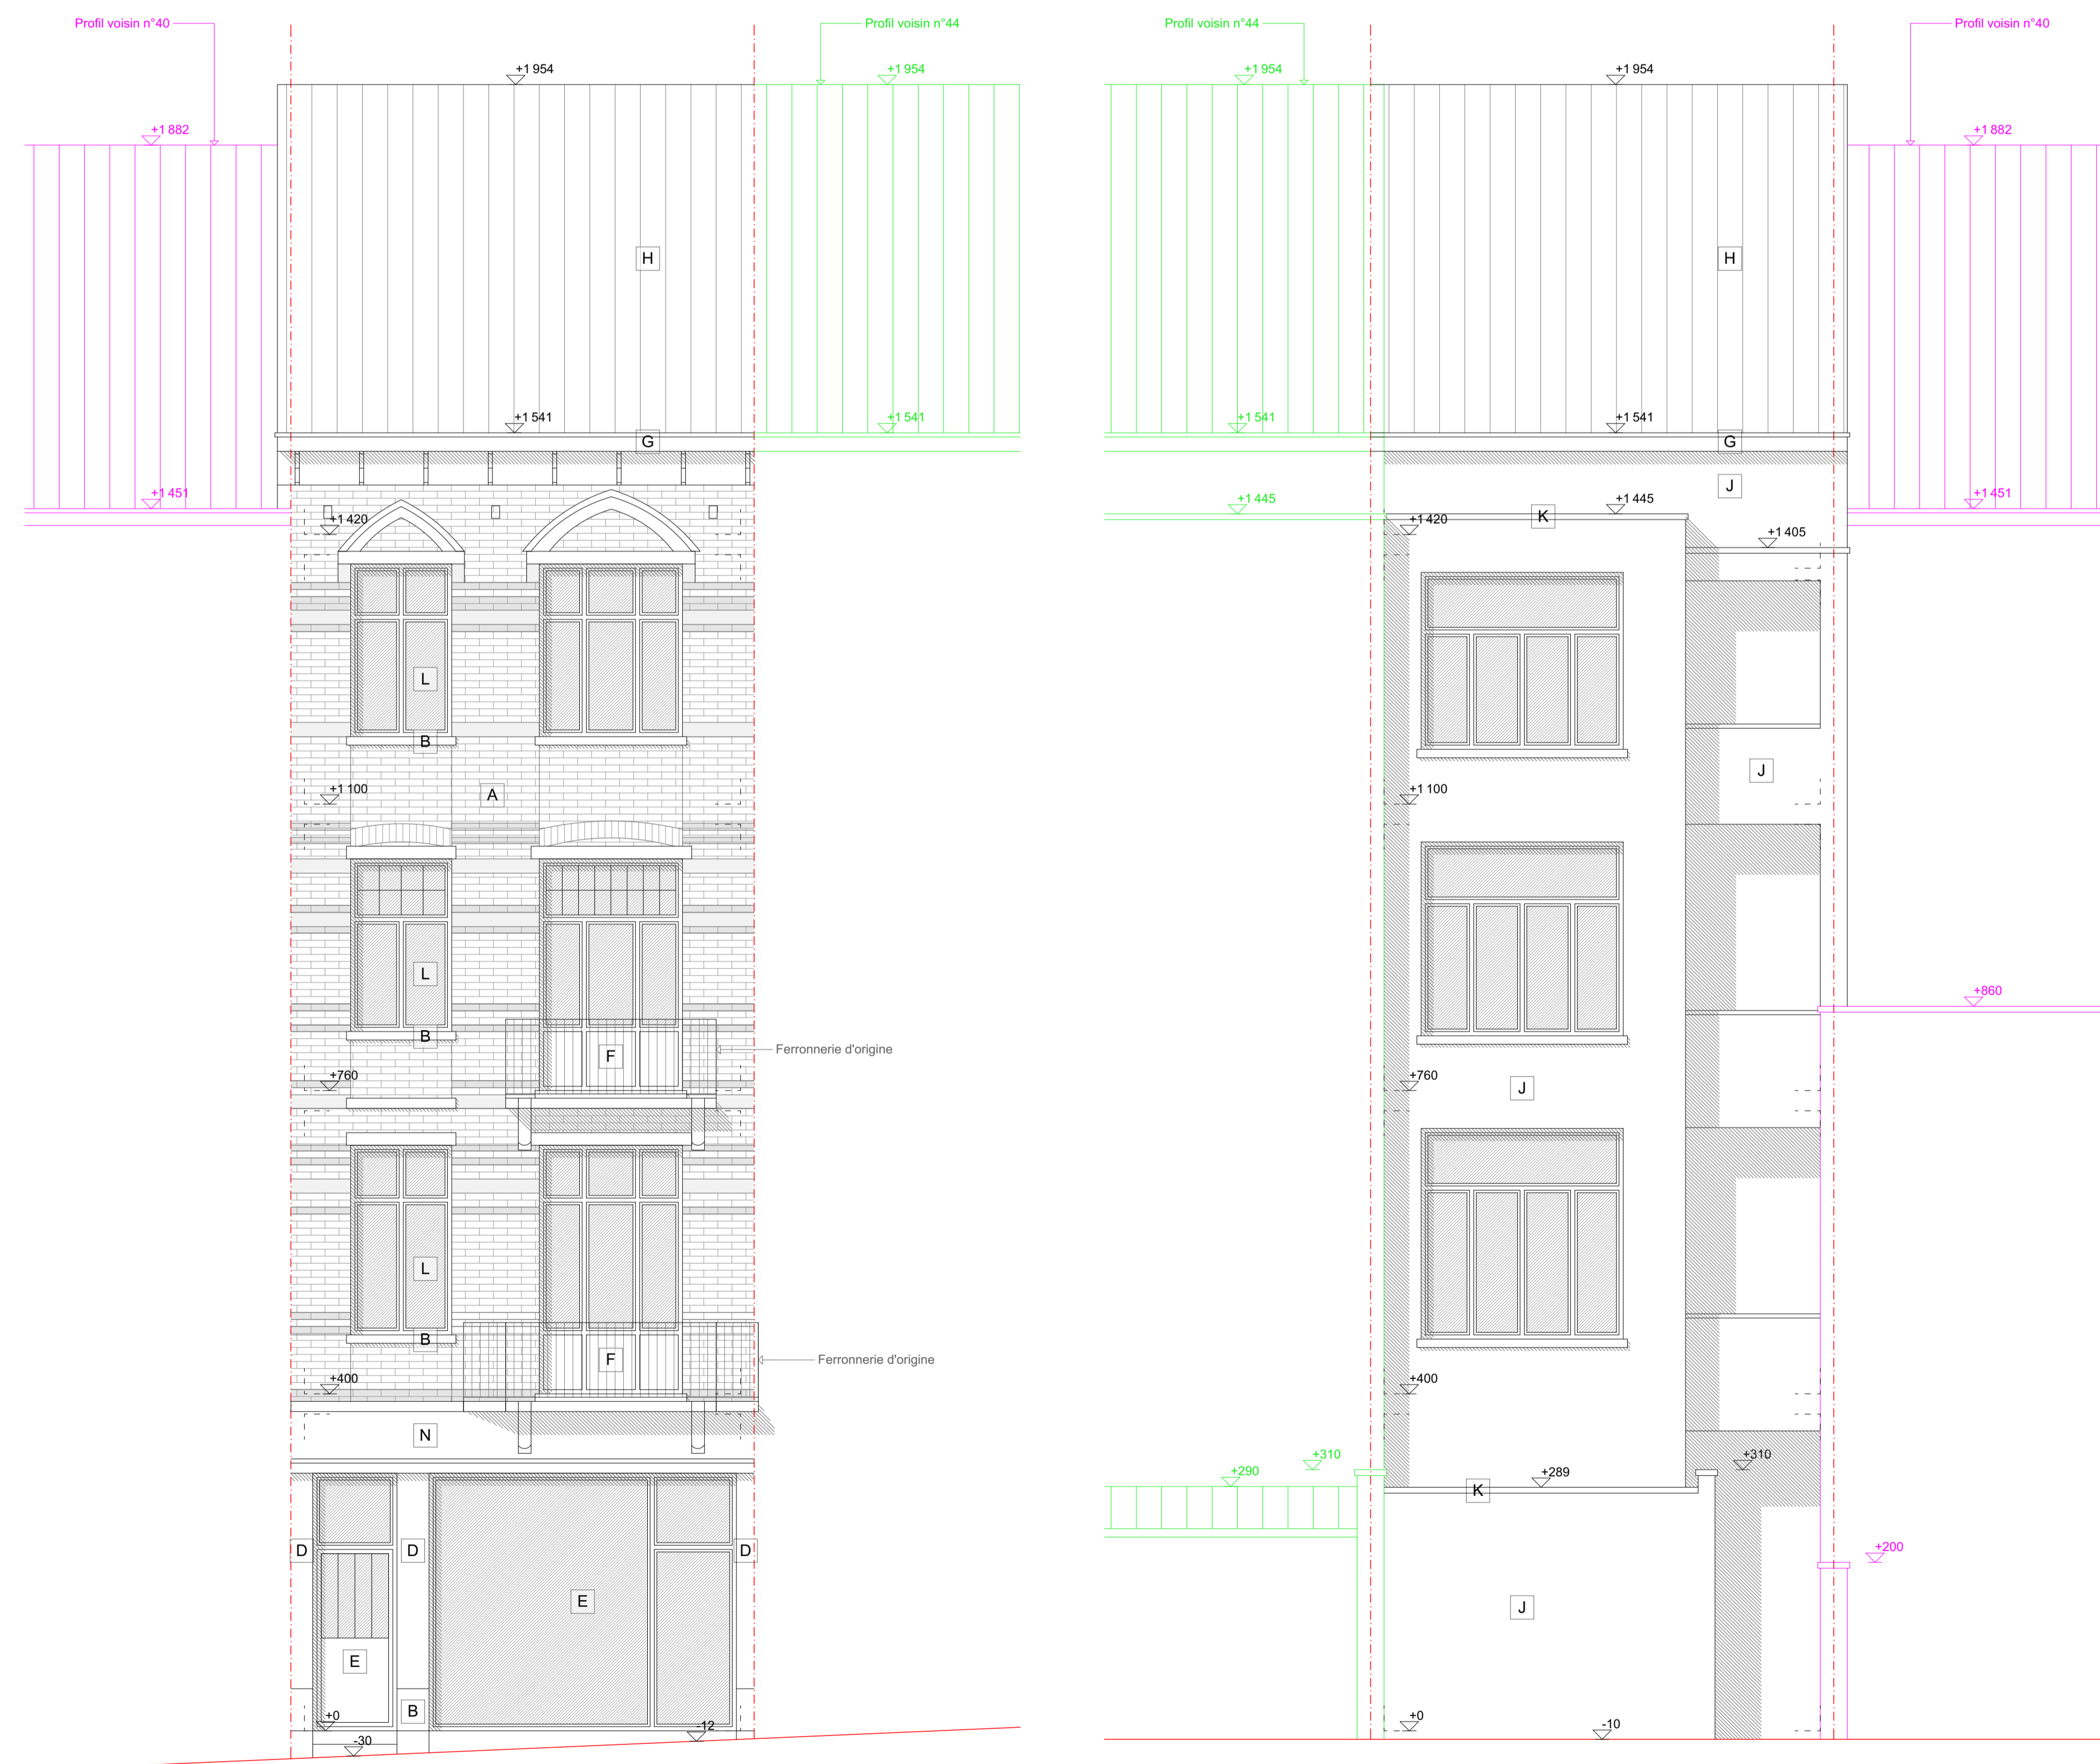 Profil voisin n°40
Profil voisin n°44
Profil voisin n°44
Profil voisin n°40
+1 954
+1 954
+1 954
+1 954
+1 882
+1 882
H
H
+1 541
+1 541
+1 541
+1 541
G
G
+1 451
J
+1 451
+1 445
+1 445
+1 420
K
+1 420
+1 405
L
B
J
A
+1 100
+1 100
L
+860
B
Ferronnerie d'origine
F
+760
+760
J
L
B
Ferronnerie d'origine
F
+400
+400
N
+310
+310
+290
+289
K
D
D
D
+200
E
J
E
B
+0
+0
-12
-10
-30